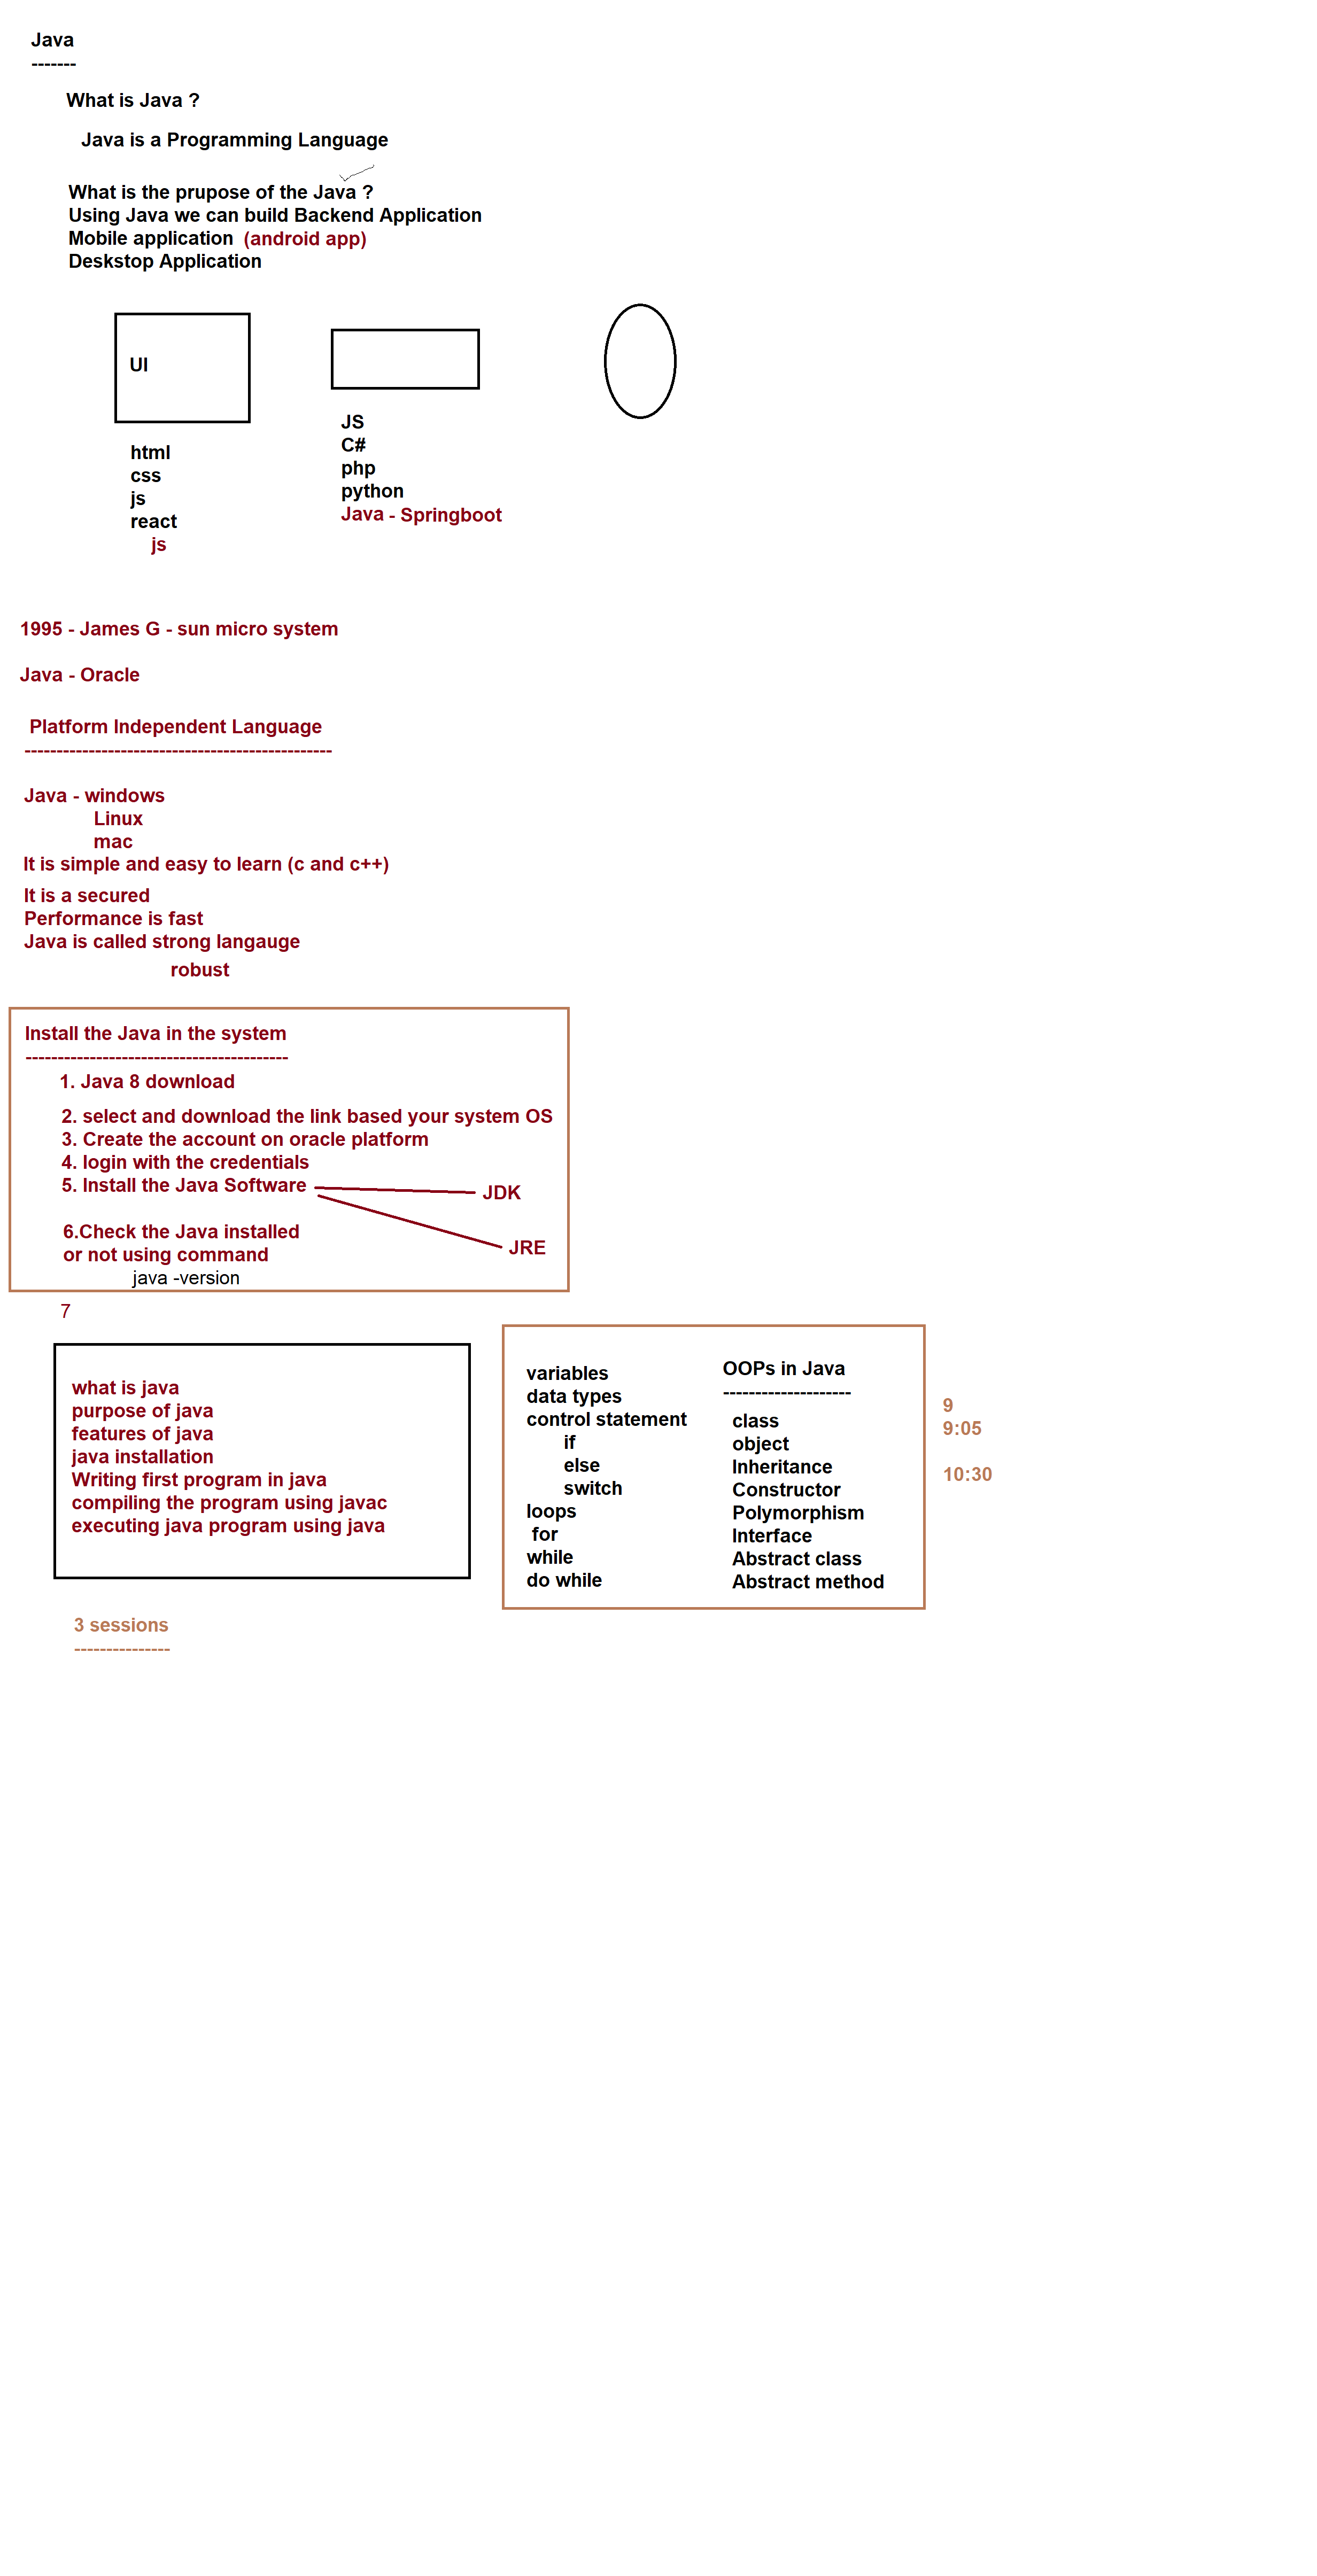 Java
-------
What is Java ?
Java is a Programming Language
What is the prupose of the Java ?
Using Java we can build Backend Application
Mobile application (android app)
Deskstop Application
UI
html
css
js
react
js
JS
C#
php
python
Java - Springboot
1995 - James G - sun micro system
Java - Oracle
Platform Independent Language
------------------------------------------------
Java - windows
Linux
mac
It is simple and easy to learn (c and c++)
It is a secured
Performance is fast
Java is called strong langauge
robust
Install the Java in the system
-----------------------------------------
1. Java 8 download
2. select and download the link based your system OS
3. Create the account on oracle platform
4. login with the credentials
5. Install the Java Software
JDK
JRE
6.Check the Java installed
or not using command
java -version
7
what is java
purpose of java
features of java
java installation
Writing first program in java
compiling the program using javac
executing java program using java
variables
data types
control statement
if
else
switch
loops
for
while
do while
OOPs in Java
--------------------
class
object
Inheritance
Constructor
Polymorphism
Interface
Abstract class
Abstract method
9
9:05
10:30
3 sessions
---------------